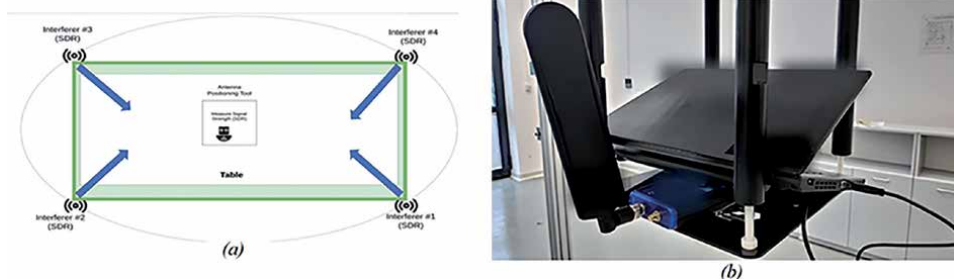 Interferer #3
(SDR)
Interferer #4
(SDR)
Antenna
Positioning Tool
Measure Signal
Strength (SDR)
Table
Interferer #2
(SDR)
Interferer #1
(SDR)
(a)
(b)